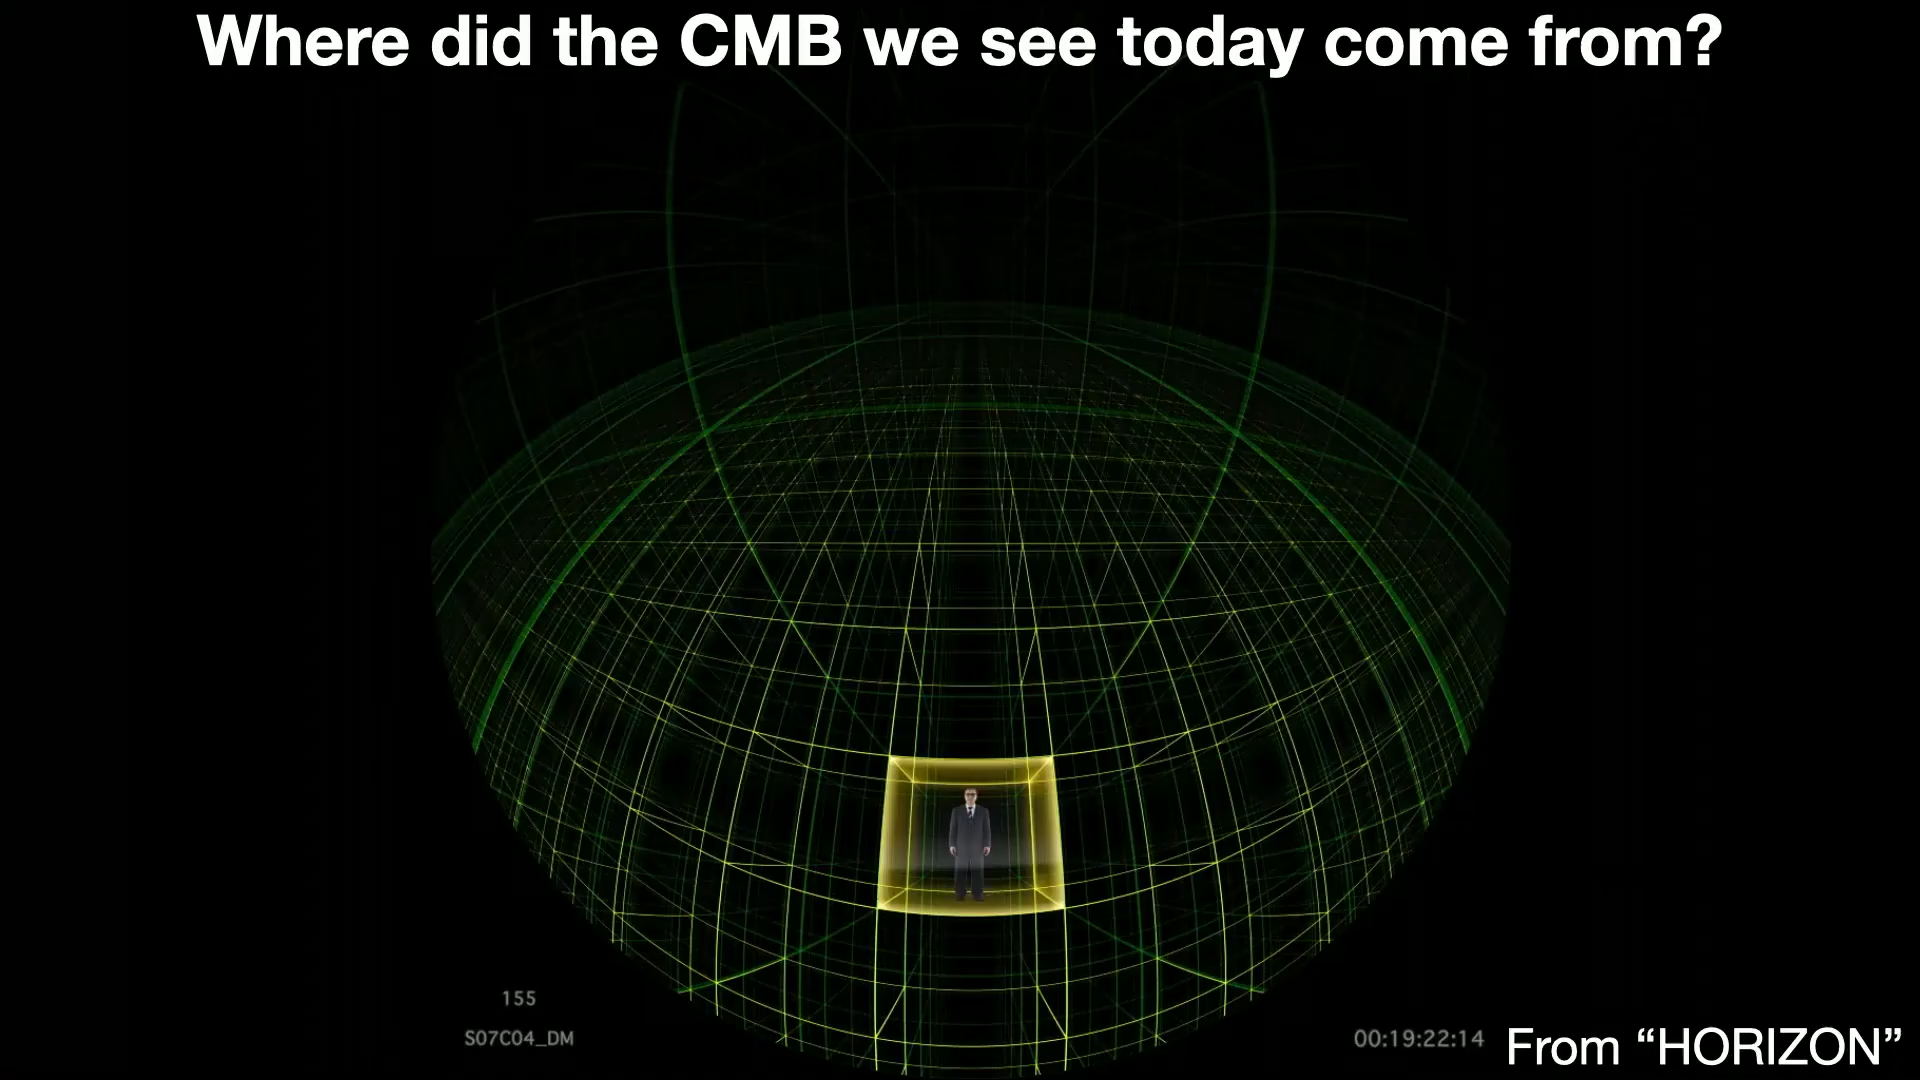 Where did the CMB we see today come from?
155
S07C04_DM
00:19:22:14
From “HORIZON”